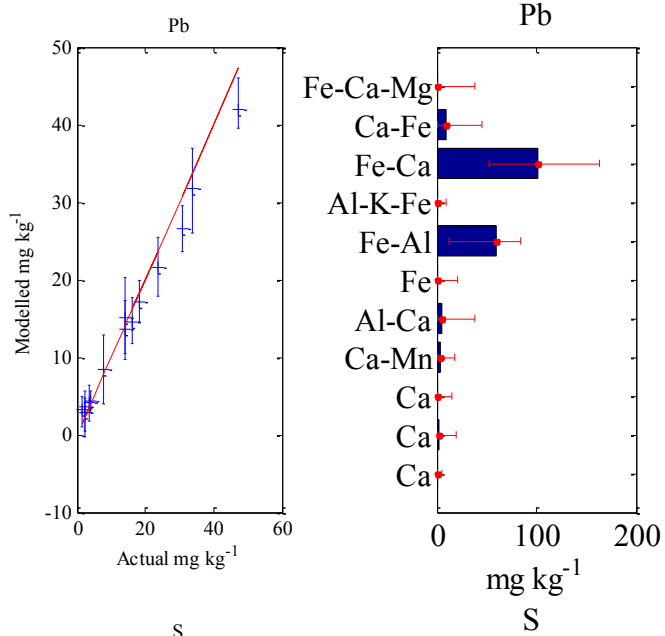 Pb
50
40
30
20
10
0
-10
0
20
40
60
Modelled mg kg-1
Actual mg kg-1
S
Pb
Fe-Ca-Mg
Ca-Fe
Fe-Ca
Al-K-Fe
Fe-Al
Fe
Al-Ca
Ca-Mn
Ca
Ca
Ca
0
100
200
mg kg-1
S